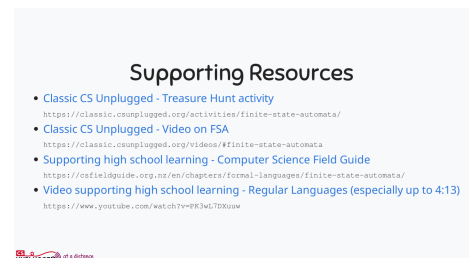 Supporting Resources
• Classic CS Unplugged - Treasure Hunt activity
https://classic.csunplugged.org/activities/finite-state-automata/
• Classic CS Unplugged - Video on FSA
https://classic.csunplugged.org/videos/#finite-state-automata
• Supporting high school learning - Computer Science Field Guide
https://csfieldguide.org.nz/en/chapters/formal-languages/finite-state-automata/
• Video supporting high school learning - Regular Languages (especially up to 4:13)
https://www.youtube.com/watch?v=PK3wL7DXuuw
CS
at a distance